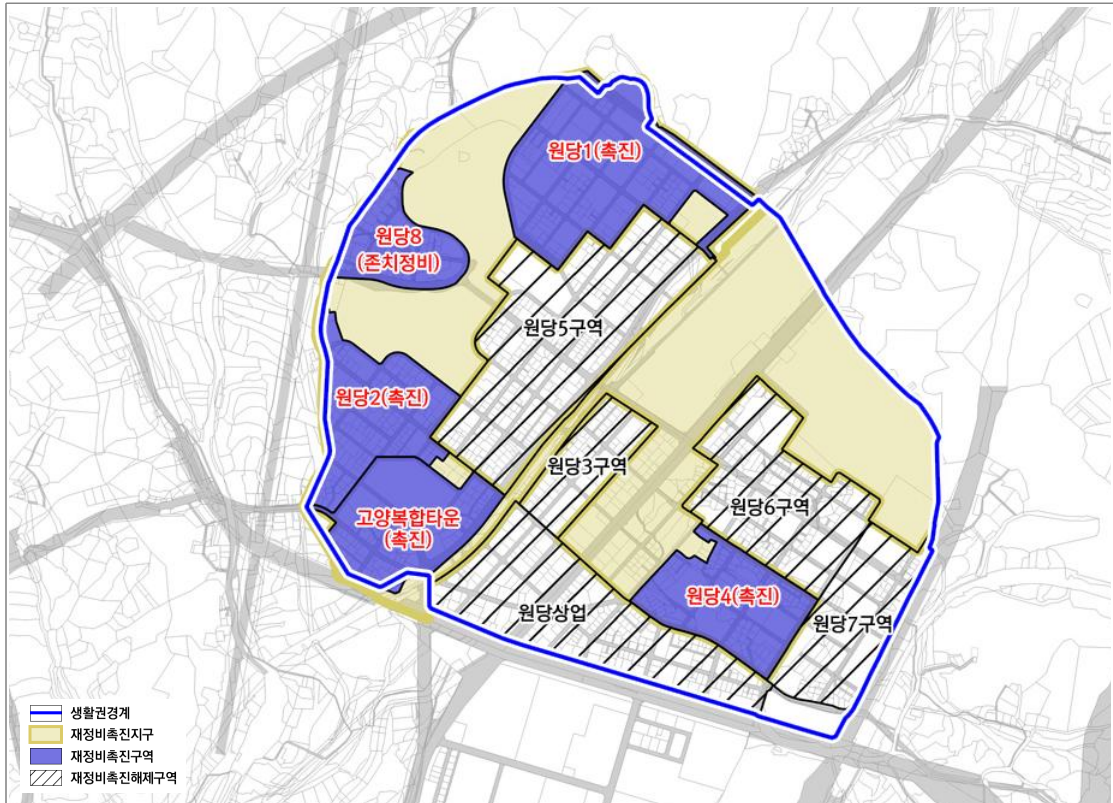 원당1(촉진)
원당8
(존치정비)
원당5구역
원당2(촉진)
원당3구역
원당6구역
고양복합타운
(촉진)
원당4(촉진)
원당상업
원당7구역
생활권경계
재정비촉진지구
재정비촉진구역
재정비촉진해제구역